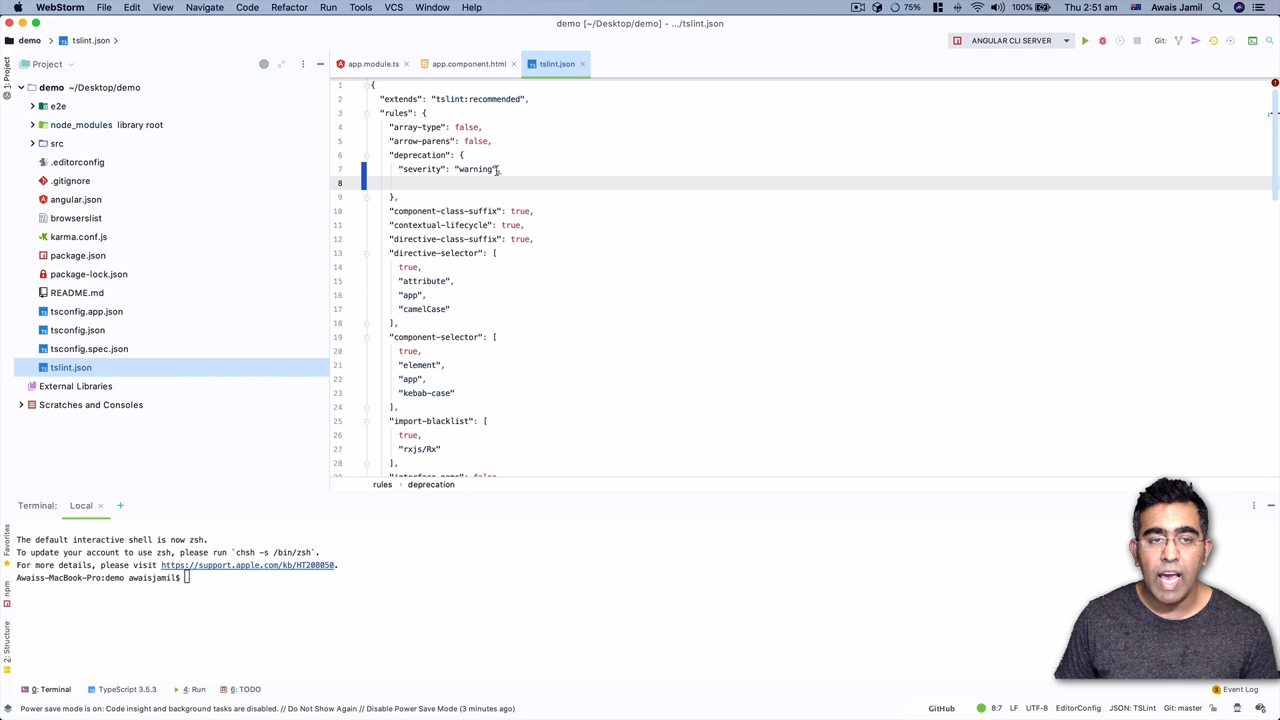 WebStorm File Edit View Navigate Code Refactor Run Tools VCS Window Help
75% 100% Thu 2:51 am Awais Jamil
demo [~/Desktop/demo] - .../tslint.json
demo tslint.json
ANGULAR CLI SERVER Git:
Project app.module.ts app.component.html tslint.json
1: Project
demo ~/Desktop/demo
e2e
node_modules library root
src
.editorconfig
.gitignore
angular.json
browserslist
karma.conf.js
package.json
package-lock.json
README.md
tsconfig.app.json
tsconfig.json
tsconfig.spec.json
tslint.json
External Libraries
Scratches and Consoles
1 {
2 "extends": "tslint:recommended",
3 "rules": {
4 "array-type": false,
5 "arrow-parens": false,
6 "deprecation": {
7 "severity": "warning",
8
9 },
10 "component-class-suffix": true,
11 "contextual-lifecycle": true,
12 "directive-class-suffix": true,
13 "directive-selector": [
14 true,
15 "attribute",
16 "app",
17 "camelCase"
18 ],
19 "component-selector": [
20 true,
21 "element",
22 "app",
23 "kebab-case"
24 ],
25 "import-blacklist": [
26 true,
27 "rxjs/Rx"
28 ],
"interface-name": false
rules deprecation
Terminal: Local
The default interactive shell is now zsh.
To update your account to use zsh, please run `chsh -s /bin/zsh`.
For more details, please visit https://support.apple.com/kb/HT208050.
Awaiss-MacBook-Pro:demo awaisjamil$
Favorites
npm
2: Structure
0: Terminal TypeScript 3.5.3 4: Run 6: TODO Event Log
Power save mode is on: Code insight and background tasks are disabled. // Do Not Show Again // Disable Power Save Mode (3 minutes ago) GitHub 8:7 LF UTF-8 EditorConfig JSON: TSLint Git: master